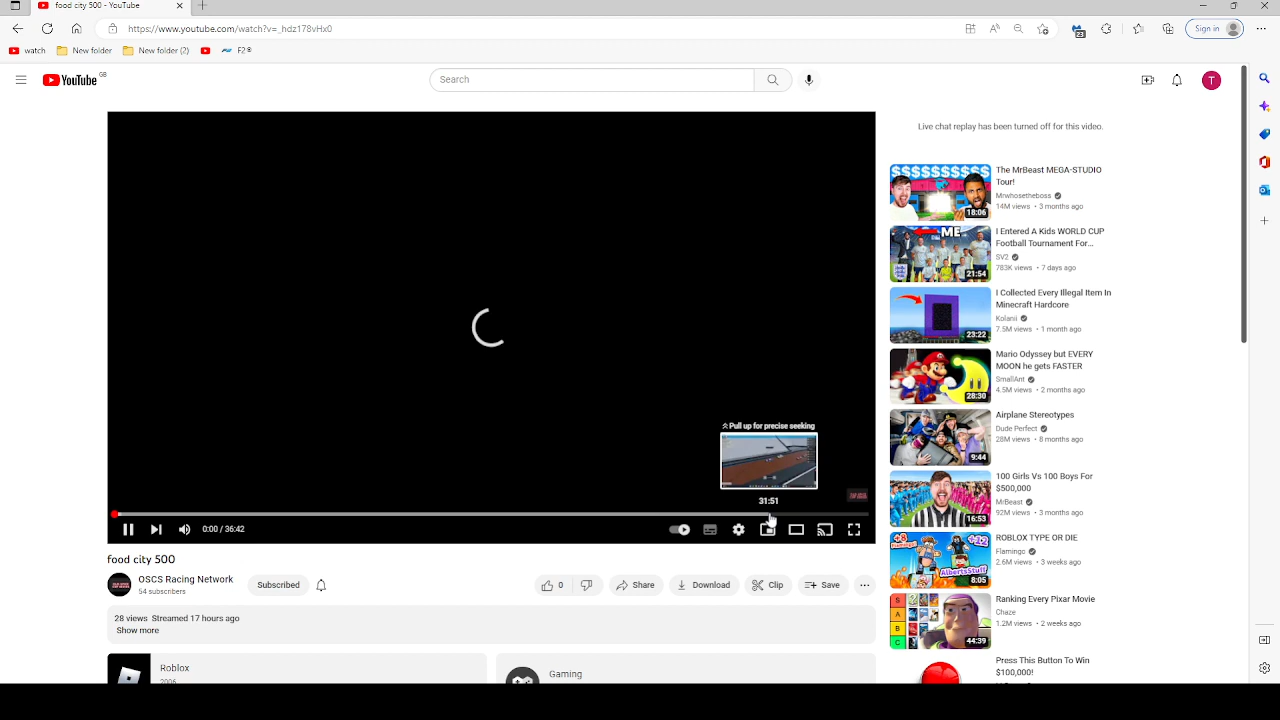 food city 500 - YouTube
https://www.youtube.com/watch?v=_hdz178vHx0
23
Sign in
watch
New folder
New folder (2)
F2:8
YouTube GB
Search
T
Live chat replay has been turned off for this video.
$$$$$$$$$$
18:06
The MrBeast MEGA-STUDIO
Tour!
Mrwhosetheboss
14M views • 3 months ago
ME
21:54
I Entered A Kids WORLD CUP
Football Tournament For...
SV2
783K views • 7 days ago
23:22
I Collected Every Illegal Item In
Minecraft Hardcore
Kolanii
7.5M views • 1 month ago
28:30
Mario Odyssey but EVERY
MOON he gets FASTER
SmallAnt
4.5M views • 2 months ago
9:44
Airplane Stereotypes
Dude Perfect
28M views • 8 months ago
16:53
100 Girls Vs 100 Boys For
$500,000
MrBeast
92M views • 3 months ago
+8
Flamingo
+12
AlbertsStuff
8:05
ROBLOX TYPE OR DIE
Flamingo
2.6M views • 3 weeks ago
S
A
B
C
44:39
Ranking Every Pixar Movie
Chaze
1.2M views • 2 weeks ago
Press This Button To Win
$100,000!
Pull up for precise seeking
31:51
0:00 / 36:42
food city 500
OSCS Racing Network
54 subscribers
ribed
0
Share
Download
Clip
Save
28 views Streamed 17 hours ago
Show more
Roblox
2006
Gaming